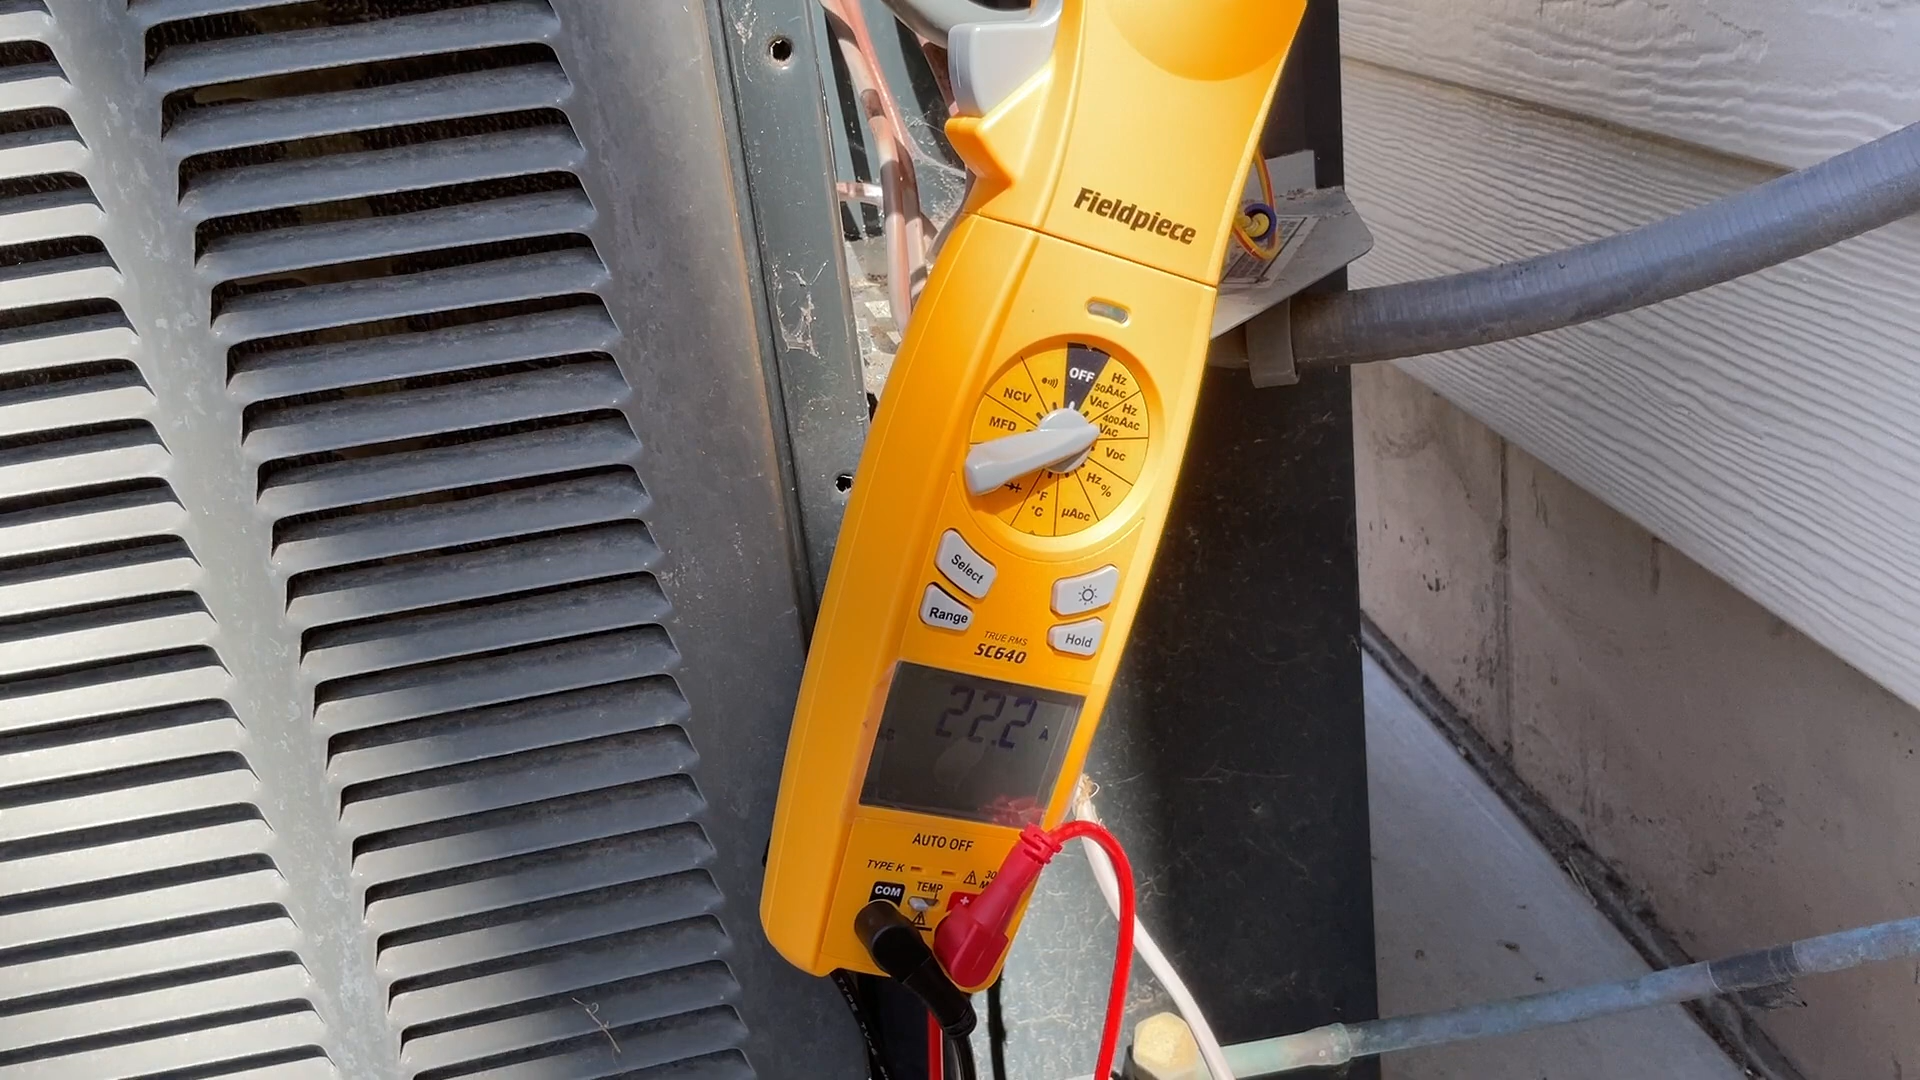 Fieldpiece
OFF
Hz
50AAC
VAC
Hz
400AAC
VAC
VDC
Hz%
µADC
°F
°C
MFD
NCV
Select
Range
Hold
TRUE RMS
SC640
22.2 A
AUTO OFF
TYPE K
COM
TEMP
+